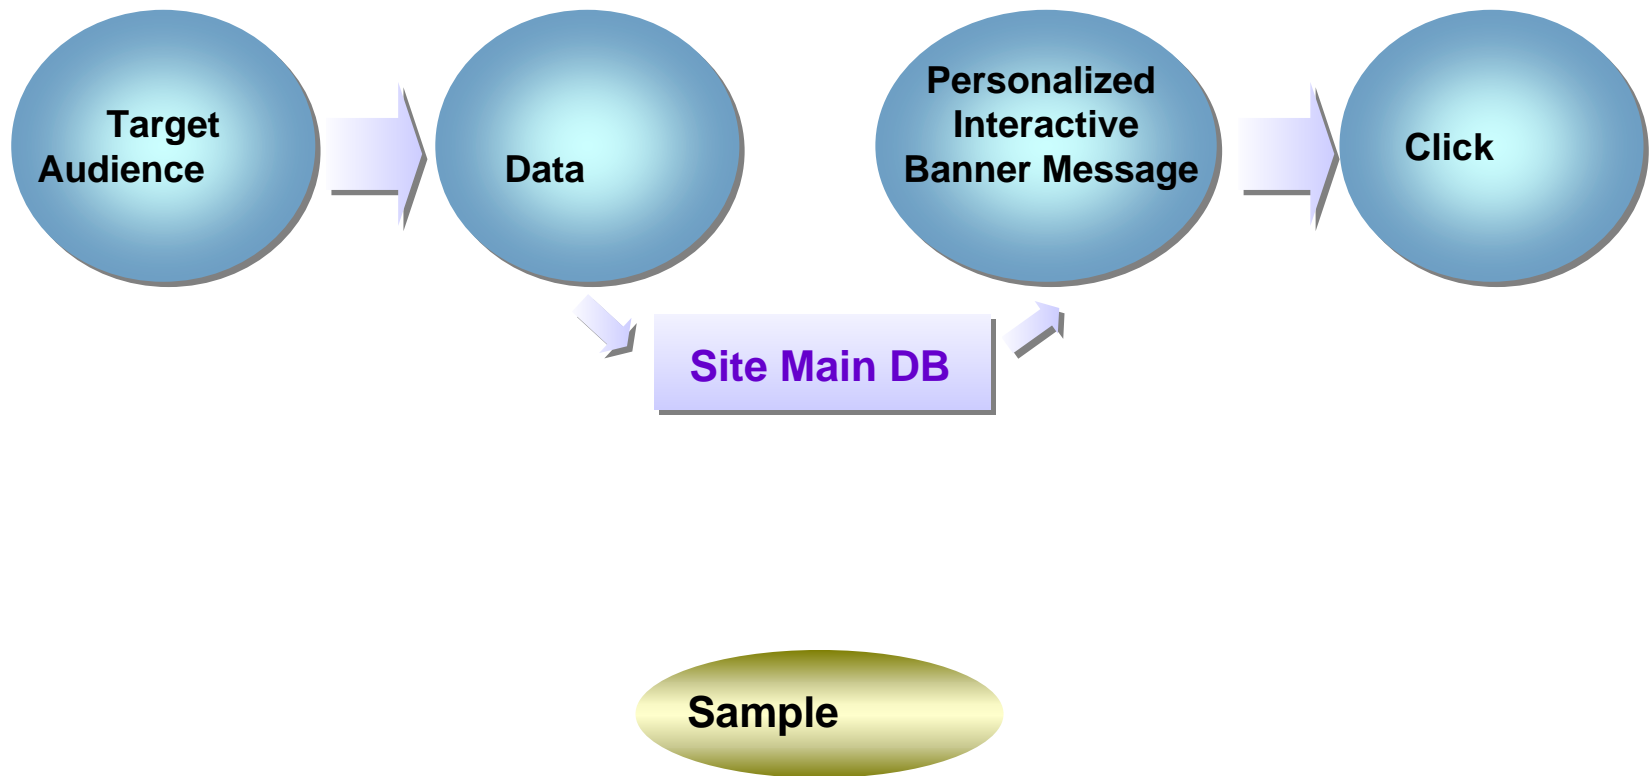 Target
Audience
Data
Personalized
Interactive
Banner Message
Click
Site Main DB
Sample